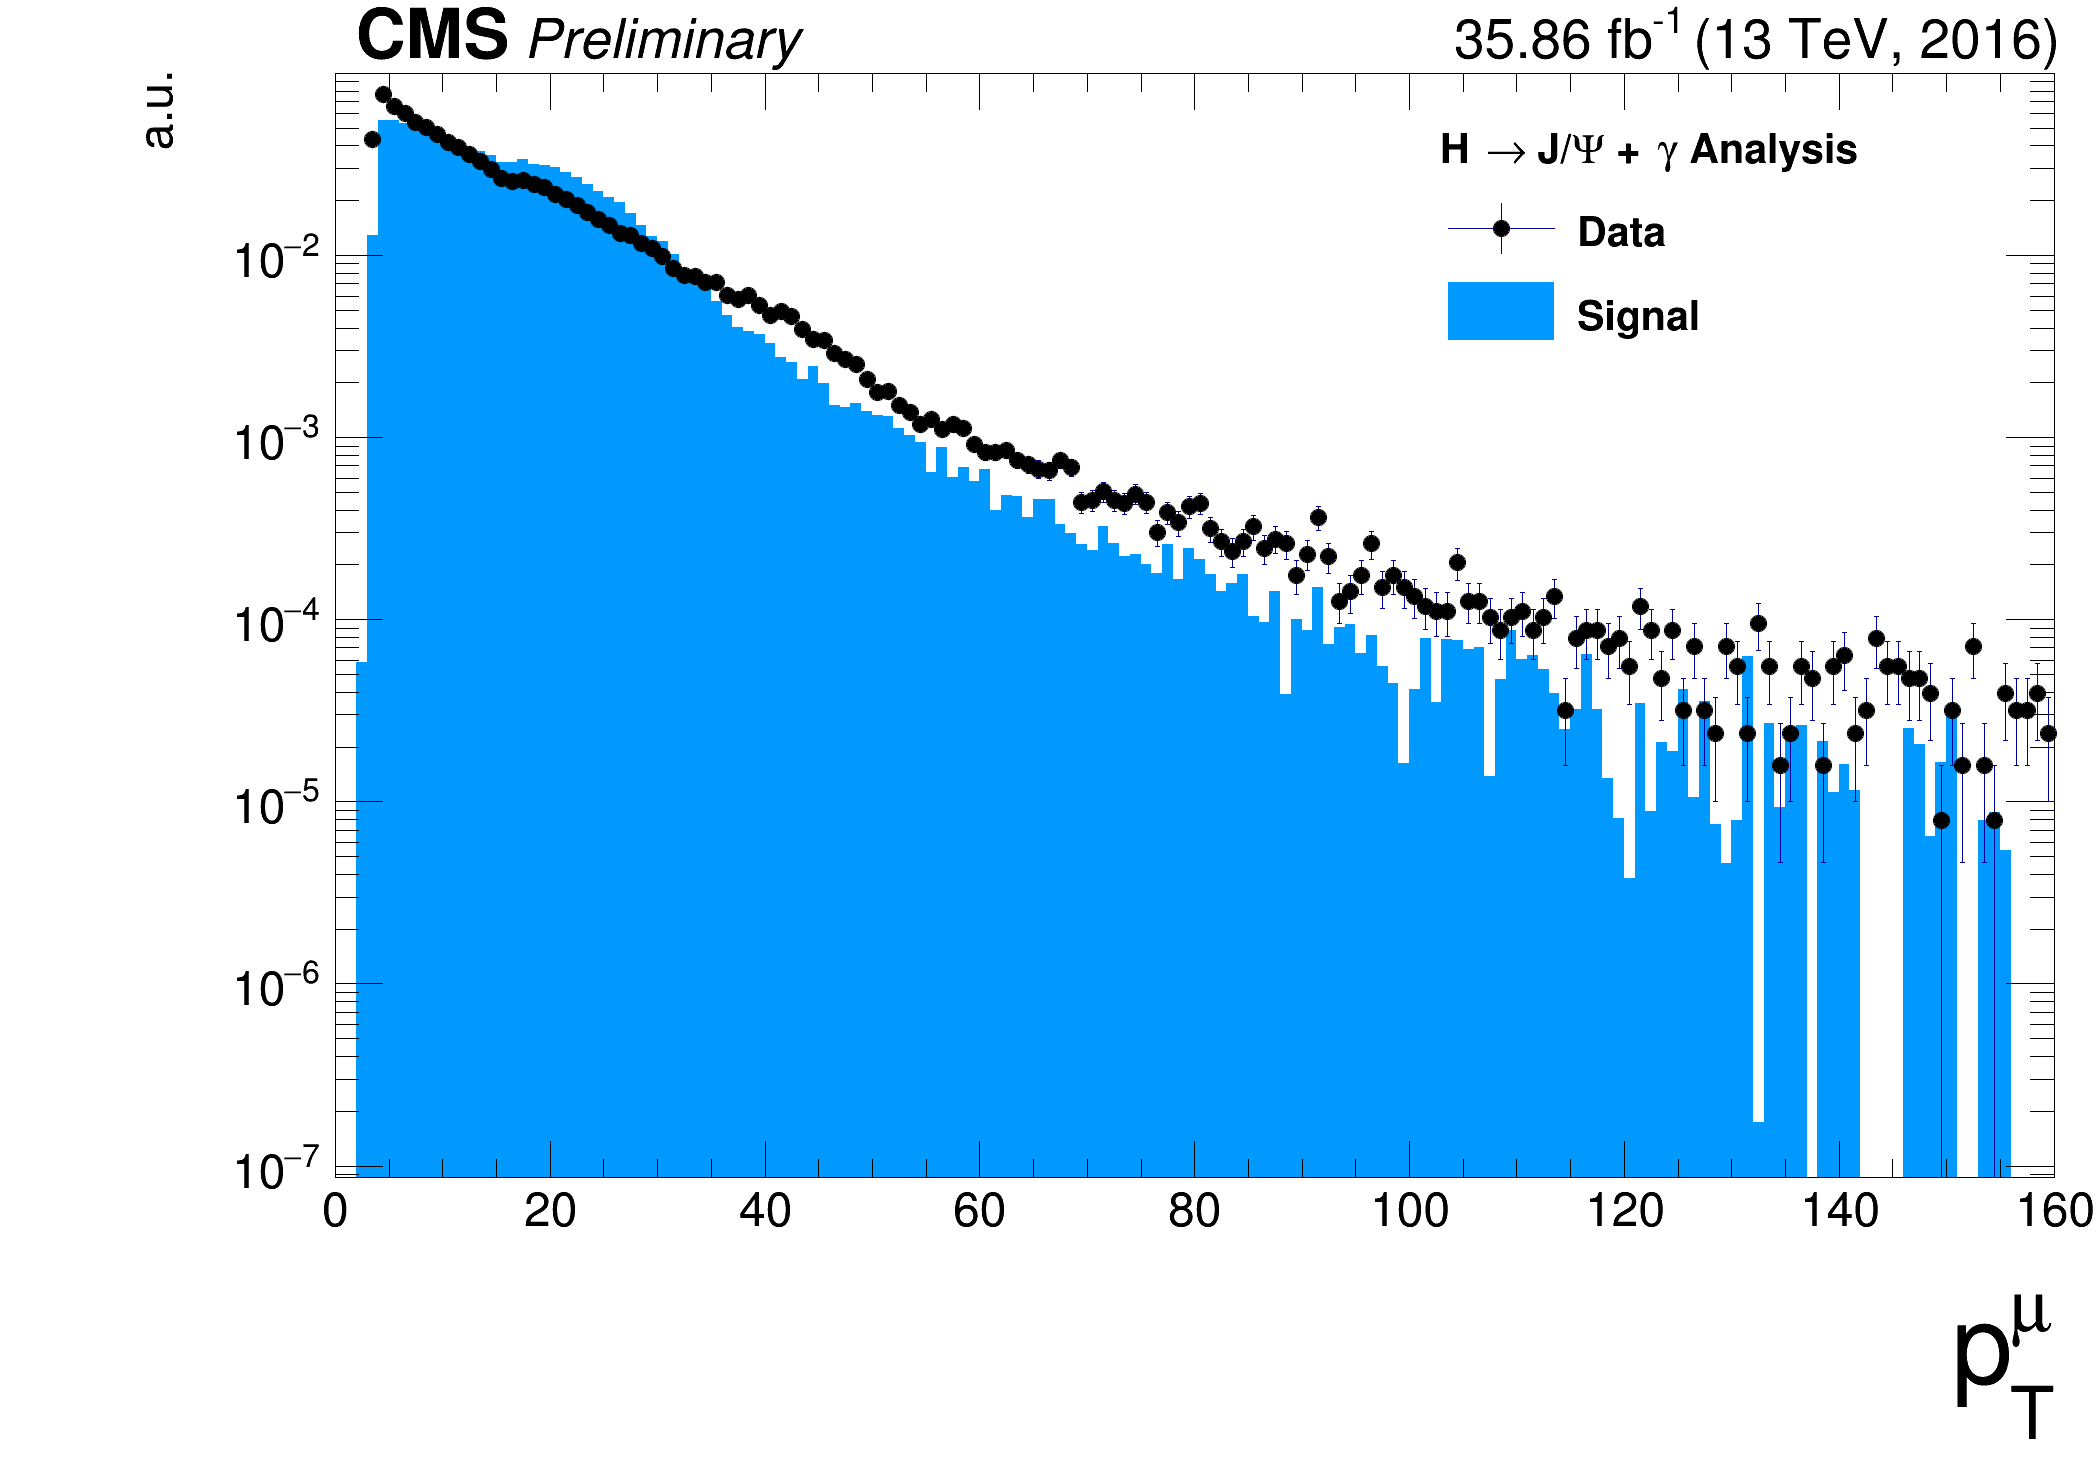 CMS Preliminary 35.86 fb⁻¹ (13 TeV, 2016)
a.u.
H → J/Ψ + γ Analysis
Data
Signal
10⁻²
10⁻³
10⁻⁴
10⁻⁵
10⁻⁶
10⁻⁷
0 20 40 60 80 100 120 140 160
p_T^μ